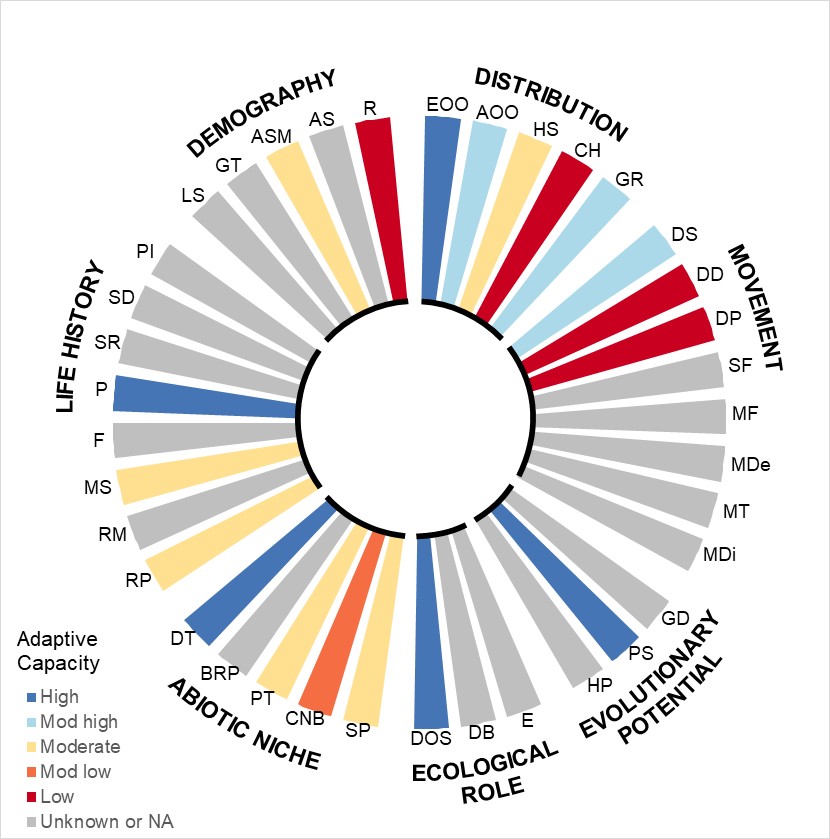 DISTRIBUTION
EOO
AOO
HS
CH
GR
MOVEMENT
DS
DD
DP
SF
MF
MDe
MT
MDi
EVOLUTIONARY
POTENTIAL
GD
PS
HP
ECOLOGICAL
ROLE
E
DB
DOS
ABIOTIC NICHE
SP
CNB
PT
BRP
DT
LIFE HISTORY
RP
RM
MS
F
P
SR
SD
PI
DEMOGRAPHY
LS
GT
ASM
AS
R
Adaptive
Capacity
High
Mod high
Moderate
Mod low
Low
Unknown or NA